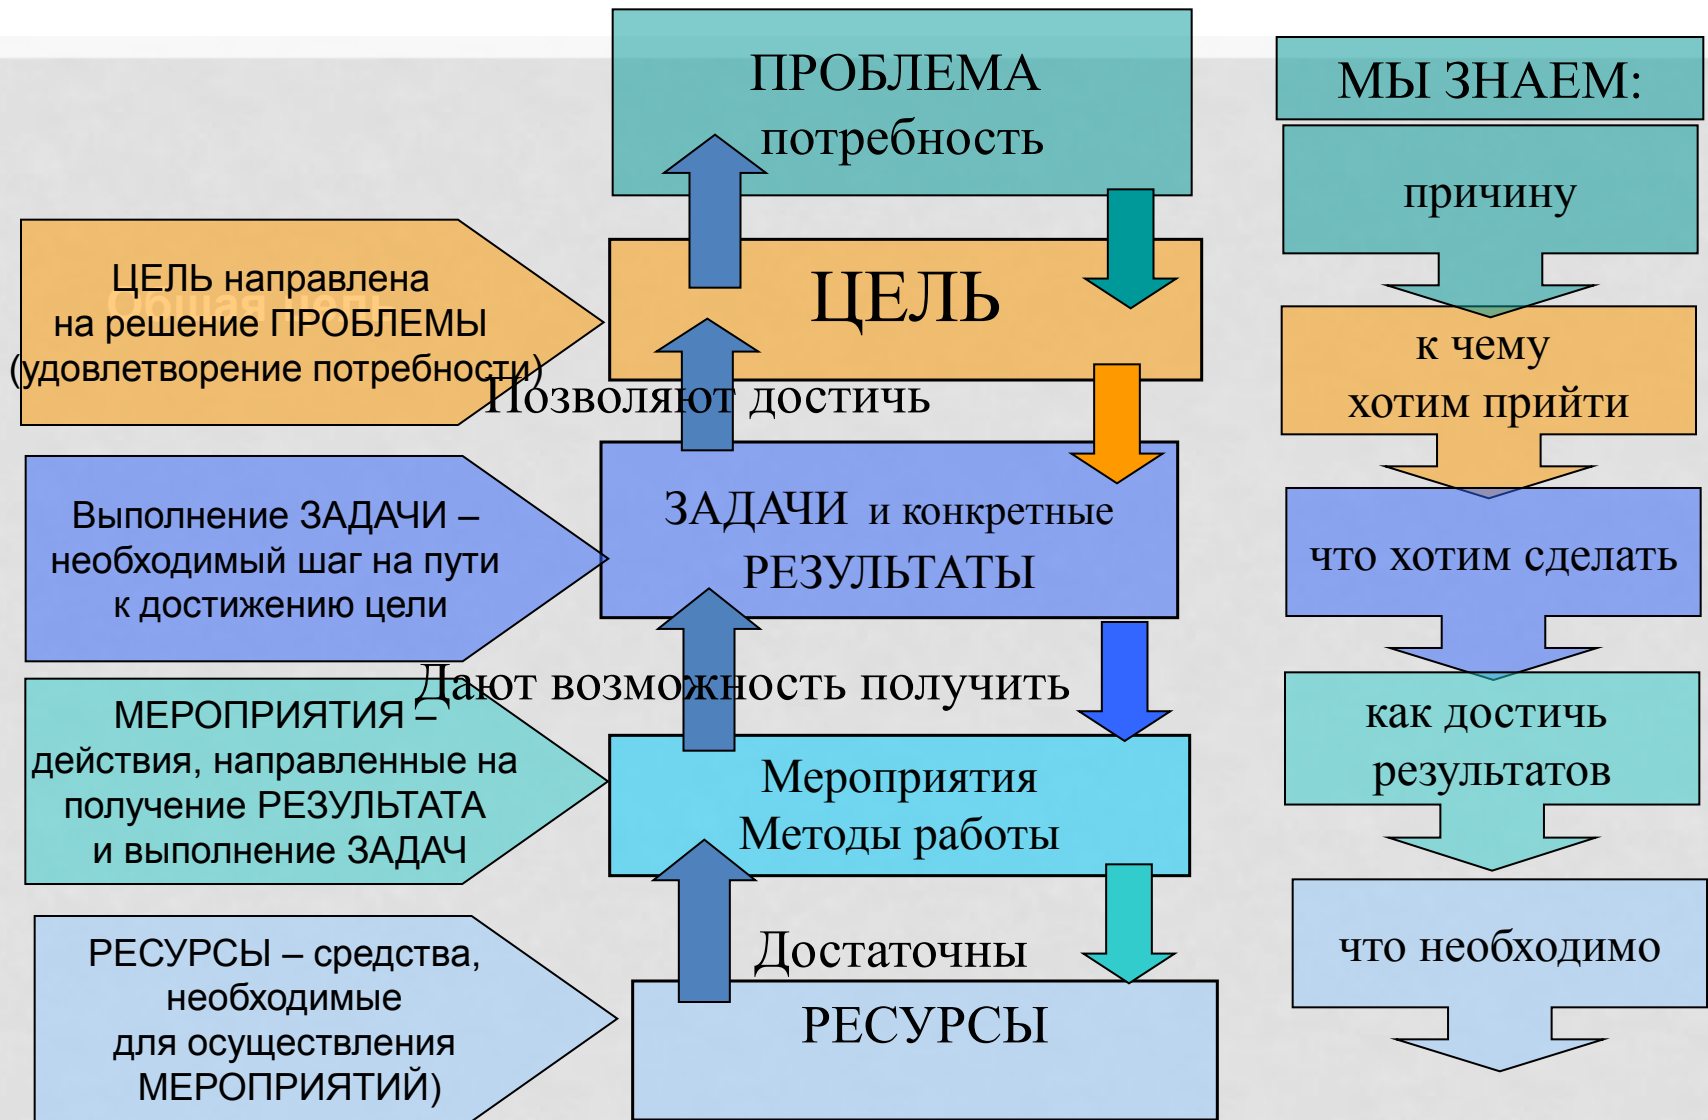 ПРОБЛЕМА
потребность
МЫ ЗНАЕМ:
причину
ЦЕЛЬ направлена
на решение ПРОБЛЕМЫ
(удовлетворение потребности)
Общая цель
ЦЕЛЬ
к чему
хотим прийти
Позволяют достичь
Выполнение ЗАДАЧИ –
необходимый шаг на пути
к достижению цели
ЗАДАЧИ и конкретные
РЕЗУЛЬТАТЫ
что хотим сделать
Дают возможность получить
МЕРОПРИЯТИЯ –
действия, направленные на
получение РЕЗУЛЬТАТА
и выполнение ЗАДАЧ
Мероприятия
Методы работы
как достичь
результатов
Достаточны
РЕСУРСЫ – средства,
необходимые
для осуществления
МЕРОПРИЯТИЙ)
РЕСУРСЫ
что необходимо